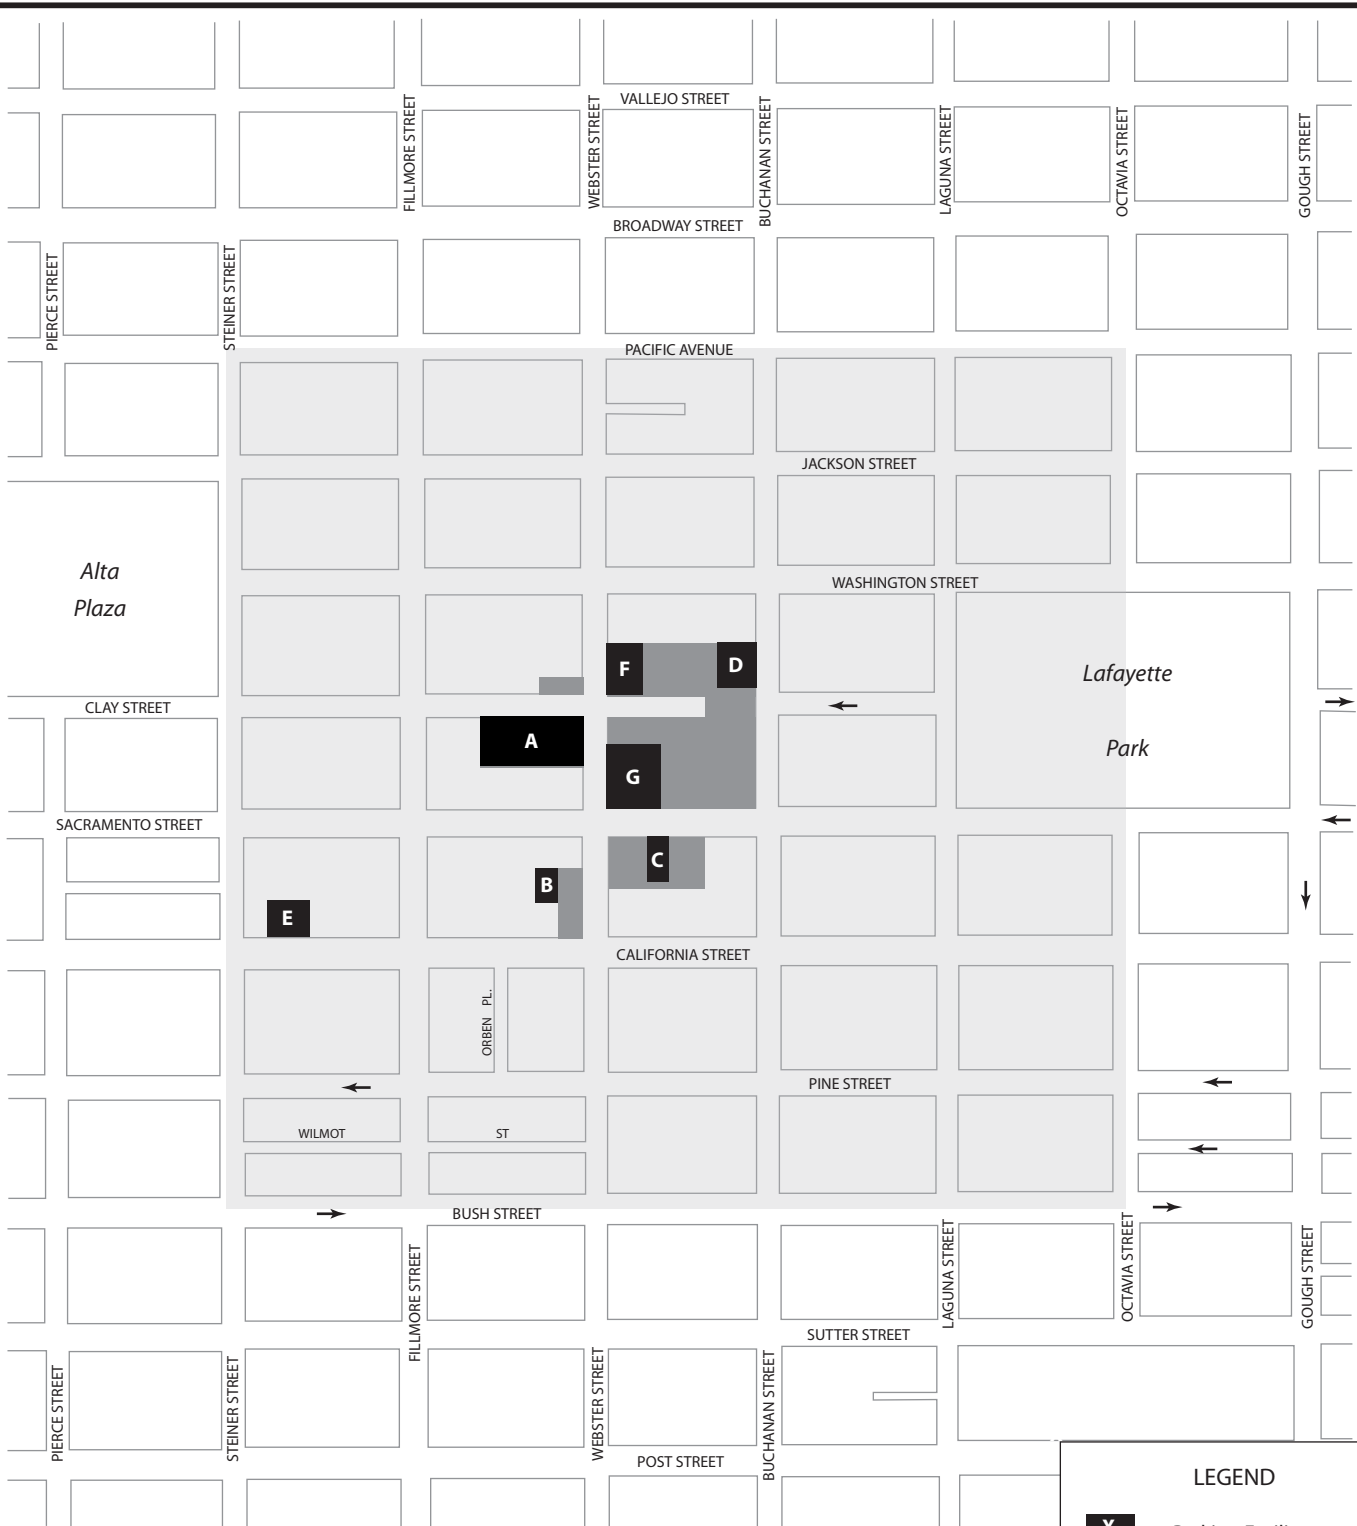 VALLEJO STREET
FILLMORE STREET
WEBSTER STREET
BUCHANAN STREET
LAGUNA STREET
OCTAVIA STREET
GOUGH STREET
BROADWAY STREET
PIERCE STREET
STEINER STREET
PACIFIC AVENUE
JACKSON STREET
Alta
Plaza
WASHINGTON STREET
F
D
Lafayette
Park
CLAY STREET
A
G
SACRAMENTO STREET
C
B
E
CALIFORNIA STREET
ORBEN PL.
PINE STREET
WILMOT ST
BUSH STREET
FILLMORE STREET
LAGUNA STREET
OCTAVIA STREET
GOUGH STREET
SUTTER STREET
PIERCE STREET
STEINER STREET
WEBSTER STREET
BUCHANAN STREET
POST STREET
LEGEND
X